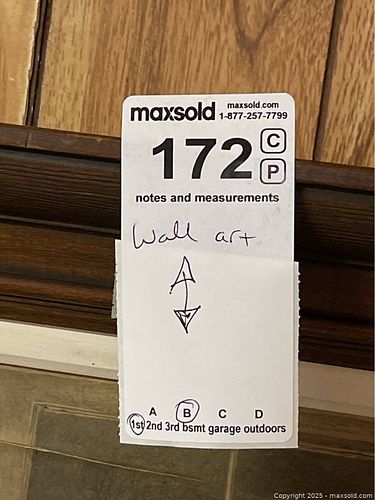 maxsold maxsold.com
1-877-257-7799
172 C
P
notes and measurements
Wall art
A B C D
1st 2nd 3rd bsmt garage outdoors
Copyright 2025 - maxsold.com